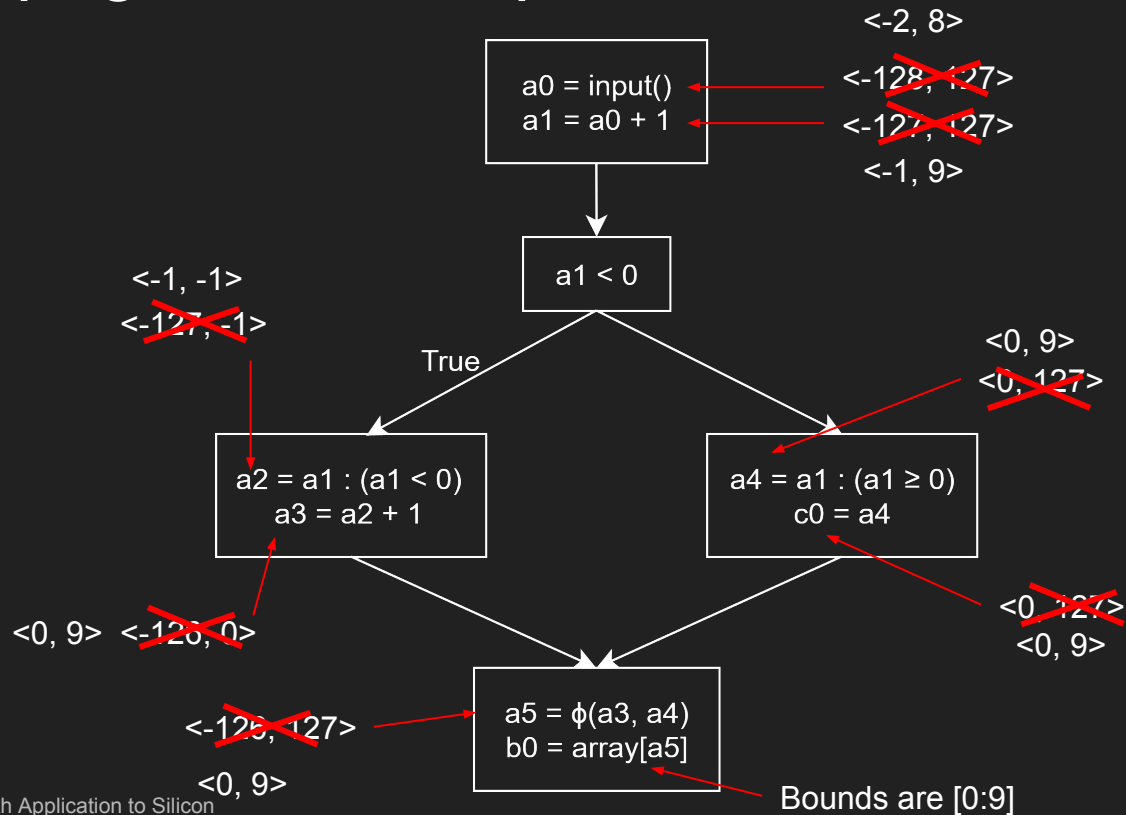 <-2, 8>
a0 = input()
a1 = a0 + 1
<-128, 127>
<-127, 127>
<-1, 9>
a1 < 0
<-1, -1>
<-127, -1>
True
<0, 9>
<0, 127>
a2 = a1 : (a1 < 0)
a3 = a2 + 1
a4 = a1 : (a1 ≥ 0)
c0 = a4
<0, 9> <-126, 0>
<0, 127>
<0, 9>
a5 = ϕ(a3, a4)
b0 = array[a5]
<-126, 127>
<0, 9>
Bounds are [0:9]
h Application to Silicon